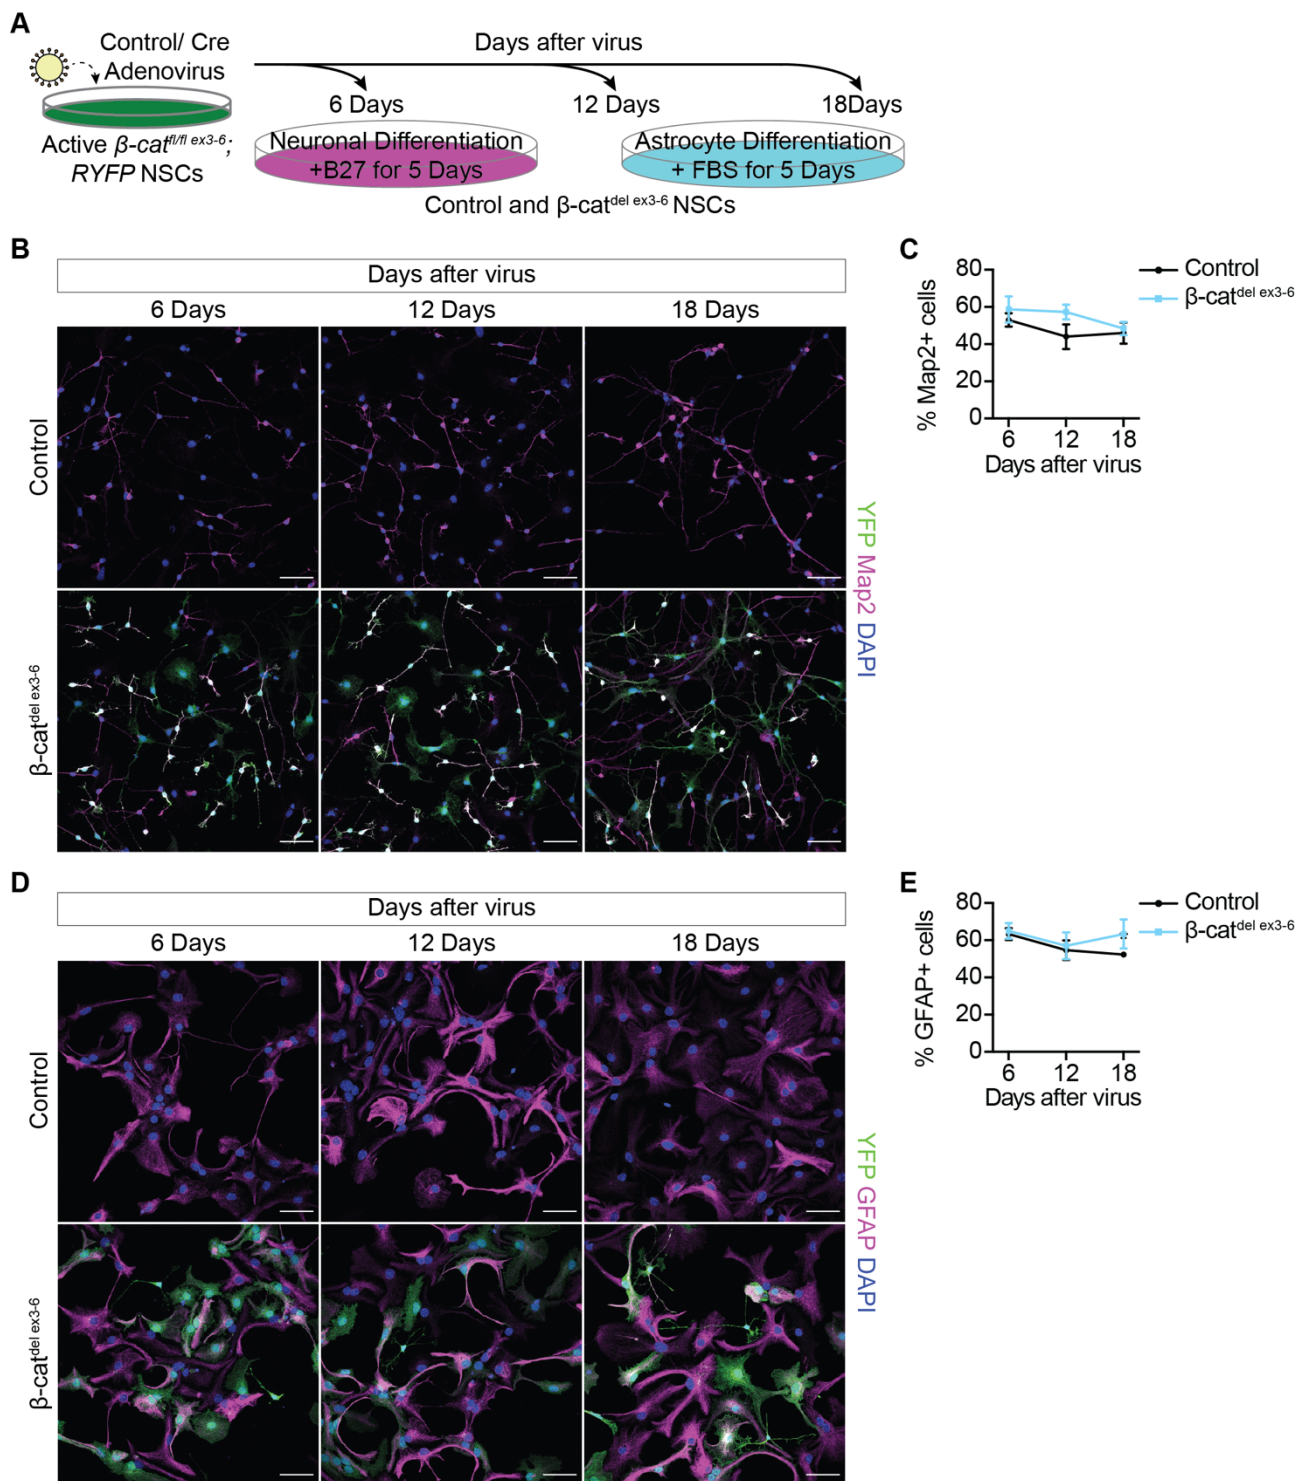 A
Control/ Cre
Adenovirus
Days after virus
6 Days
12 Days
18Days
Active β-cat^fl/fl ex3-6;
RYFP NSCs
Neuronal Differentiation
+B27 for 5 Days
Astrocyte Differentiation
+ FBS for 5 Days
Control and β-cat^del ex3-6 NSCs
B
Days after virus
6 Days
12 Days
18 Days
Control
β-cat^del ex3-6
YFP Map2 DAPI
C
Control
β-cat^del ex3-6
% Map2+ cells
80
60
40
20
0
6 12 18
Days after virus
D
Days after virus
6 Days
12 Days
18 Days
Control
β-cat^del ex3-6
YFP GFAP DAPI
E
Control
β-cat^del ex3-6
% GFAP+ cells
80
60
40
20
0
6 12 18
Days after virus